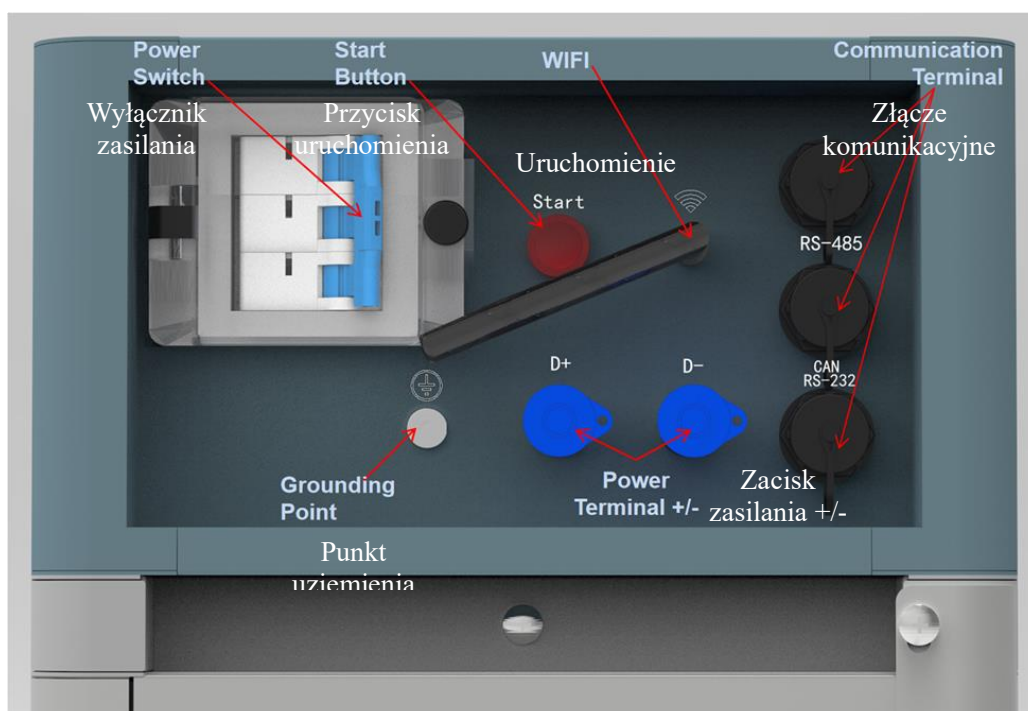 Power
Switch
Wyłącznik
zasilania
Start
Button
Przycisk
uruchomienia
WIFI
Uruchomienie
Start
Communication
Terminal
Złącze
komunikacyjne
RS-485
CAN
RS-232
D+
D-
Grounding
Point
Punkt
uziemienia
Power
Terminal +/-
Zacisk
zasilania +/-